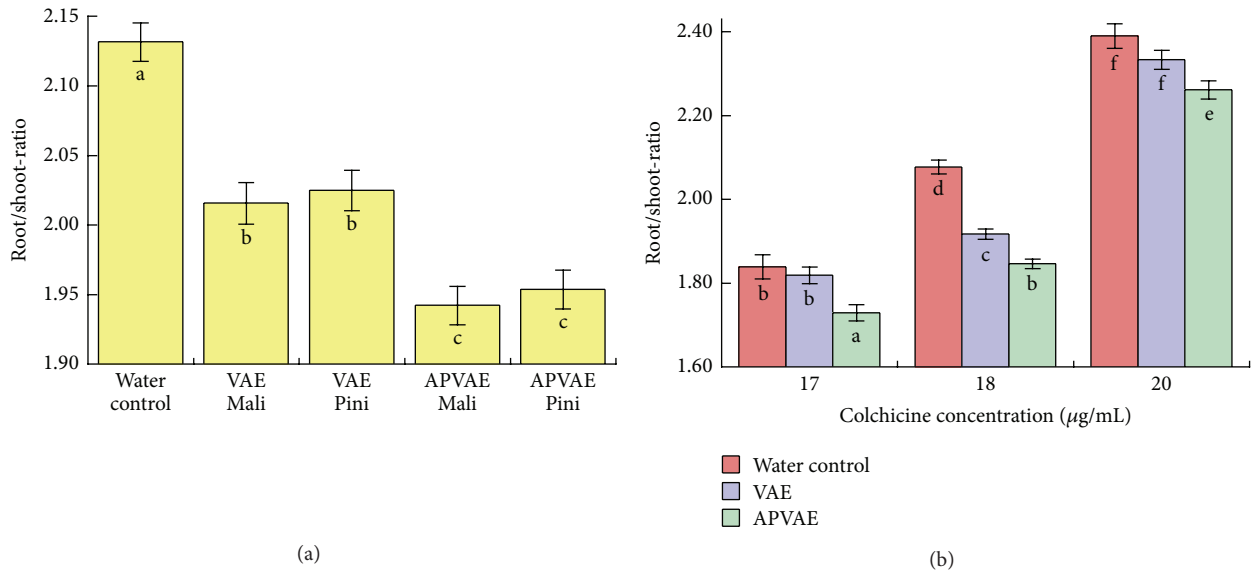 2.15
2.10
2.05
2.00
1.95
1.90
Root/shoot-ratio
a
b
b
c
c
Water
control
VAE
Mali
VAE
Pini
APVAE
Mali
APVAE
Pini
(a)
2.40
2.20
2.00
1.80
1.60
Root/shoot-ratio
b
b
a
d
c
b
f
f
e
17
18
20
Colchicine concentration (μg/mL)
Water control
VAE
APVAE
(b)